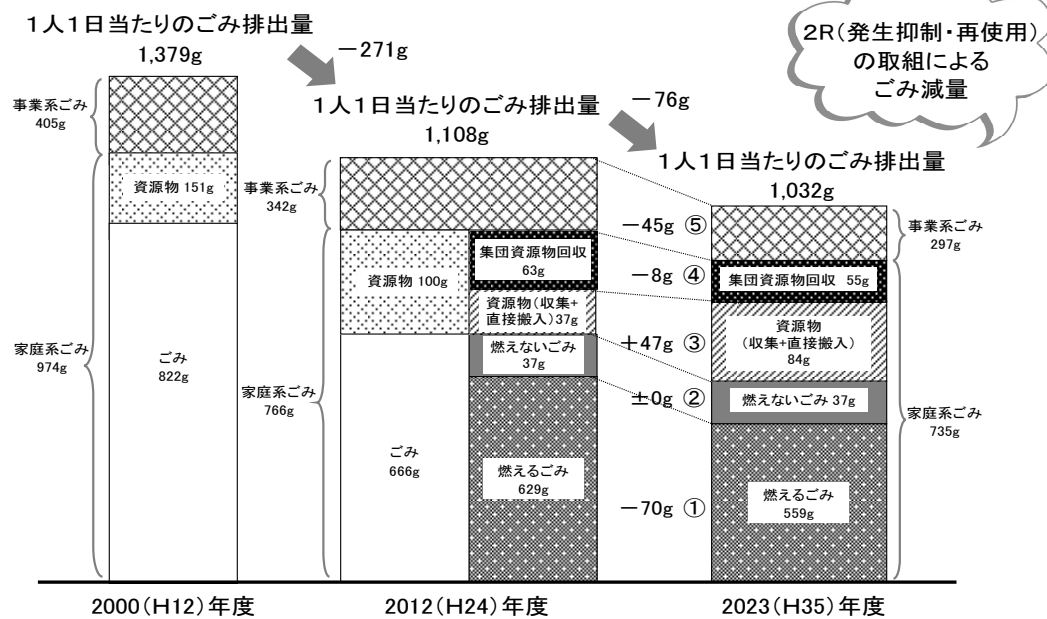 1人1日当たりのごみ排出量
1,379g
－271g
事業系ごみ
405g
資源物 151g
家庭系ごみ
974g
ごみ
822g
2000(H12)年度
1人1日当たりのごみ排出量
1,108g
－76g
事業系ごみ
342g
資源物 100g
集団資源物回収
63g
資源物(収集+
直接搬入)37g
燃えないごみ
37g
家庭系ごみ
766g
ごみ
666g
燃えるごみ
629g
2012(H24)年度
－45g ⑤
－8g ④
＋47g ③
±0g ②
－70g ①
2R(発生抑制・再使用)
の取組による
ごみ減量
1人1日当たりのごみ排出量
1,032g
事業系ごみ
297g
集団資源物回収 55g
資源物
(収集+直接搬入)
84g
燃えないごみ 37g
家庭系ごみ
735g
燃えるごみ
559g
2023(H35)年度